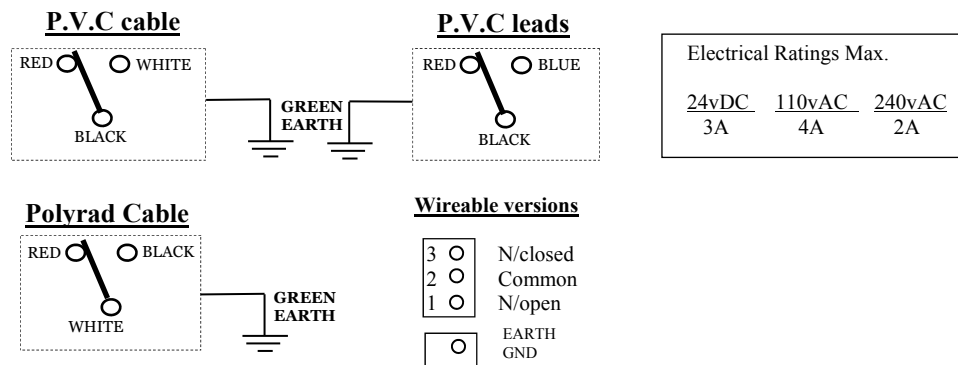 P.V.C cable
RED
WHITE
BLACK
GREEN
EARTH
P.V.C leads
RED
BLUE
BLACK
Electrical Ratings Max.
24vDC 110vAC 240vAC
3A 4A 2A
Polyrad Cable
RED
BLACK
WHITE
GREEN
EARTH
Wireable versions
3 N/closed
2 Common
1 N/open
EARTH
GND